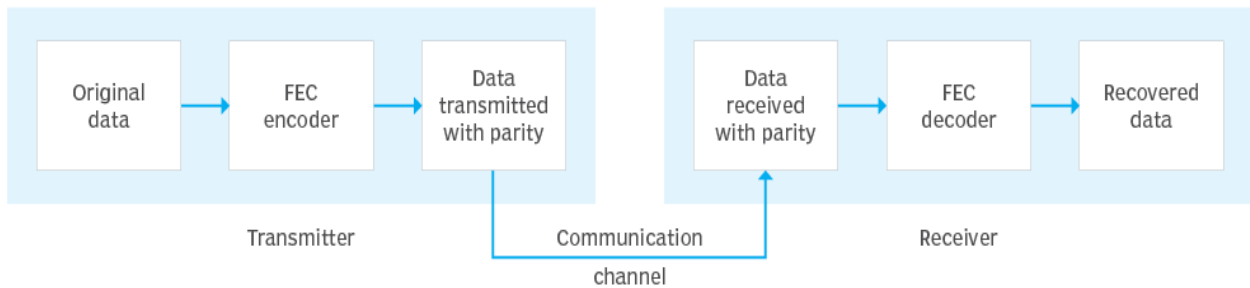 Original
data
FEC
encoder
Data
transmitted
with parity
Data
received
with parity
FEC
decoder
Recovered
data
Transmitter
Communication
channel
Receiver